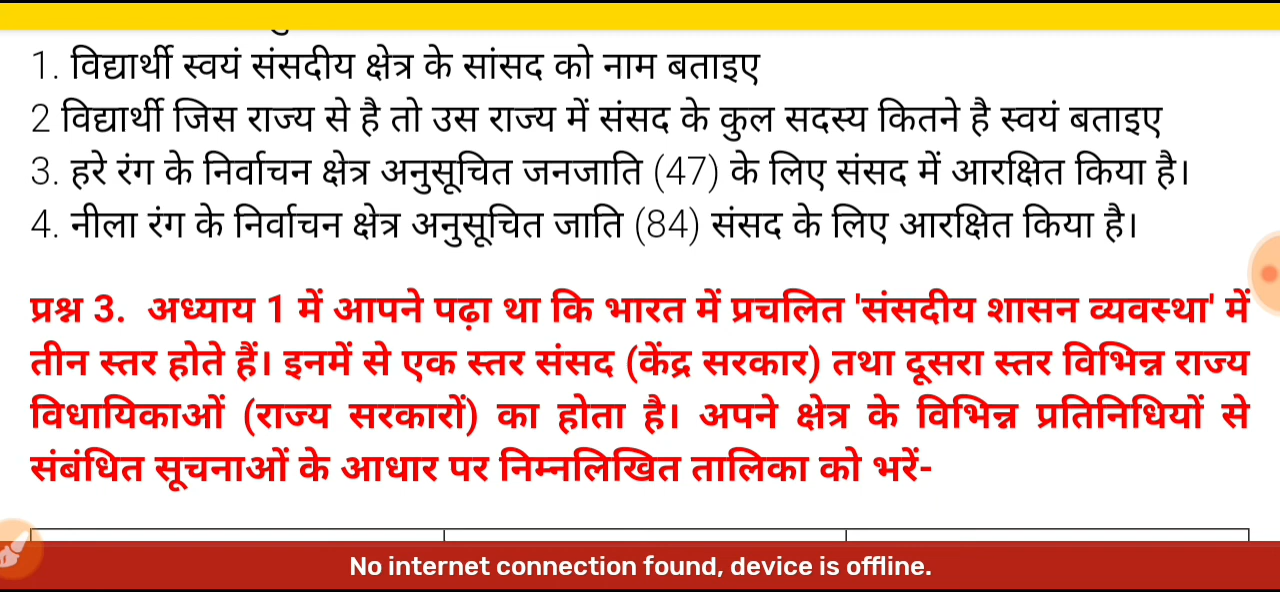 1. विद्यार्थी स्वयं संसदीय क्षेत्र के सांसद को नाम बताइए
2 विद्यार्थी जिस राज्य से है तो उस राज्य में संसद के कुल सदस्य कितने है स्वयं बताइए
3. हरे रंग के निर्वाचन क्षेत्र अनुसूचित जनजाति (47) के लिए संसद में आरक्षित किया है।
4. नीला रंग के निर्वाचन क्षेत्र अनुसूचित जाति (84) संसद के लिए आरक्षित किया है।
प्रश्न 3. अध्याय 1 में आपने पढ़ा था कि भारत में प्रचलित 'संसदीय शासन व्यवस्था' में
तीन स्तर होते हैं। इनमें से एक स्तर संसद (केंद्र सरकार) तथा दूसरा स्तर विभिन्न राज्य
विधायिकाओं (राज्य सरकारों) का होता है। अपने क्षेत्र के विभिन्न प्रतिनिधियों से
संबंधित सूचनाओं के आधार पर निम्नलिखित तालिका को भरें-
No internet connection found, device is offline.